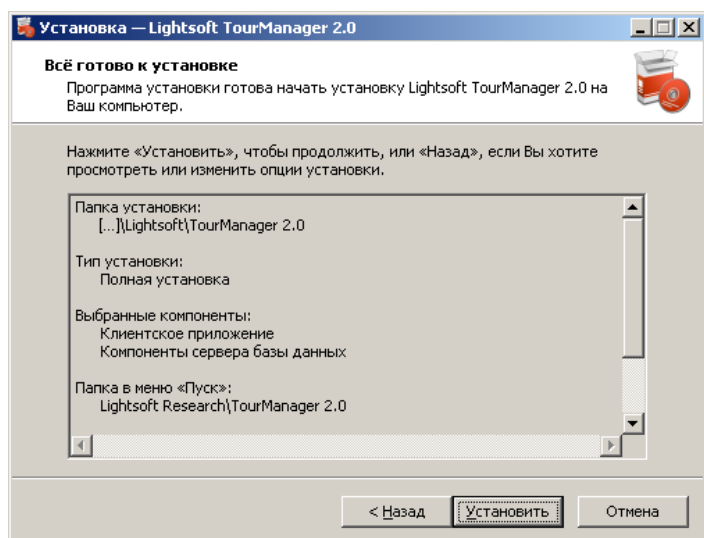 Установка — Lightsoft TourManager 2.0
Всё готово к установке
Программа установки готова начать установку Lightsoft TourManager 2.0 на
Ваш компьютер.
Нажмите «Установить», чтобы продолжить, или «Назад», если Вы хотите
просмотреть или изменить опции установки.
Папка установки:
[...]\Lightsoft\TourManager 2.0
Тип установки:
Полная установка
Выбранные компоненты:
Клиентское приложение
Компоненты сервера базы данных
Папка в меню «Пуск»:
Lightsoft Research\TourManager 2.0
< Назад
Установить
Отмена